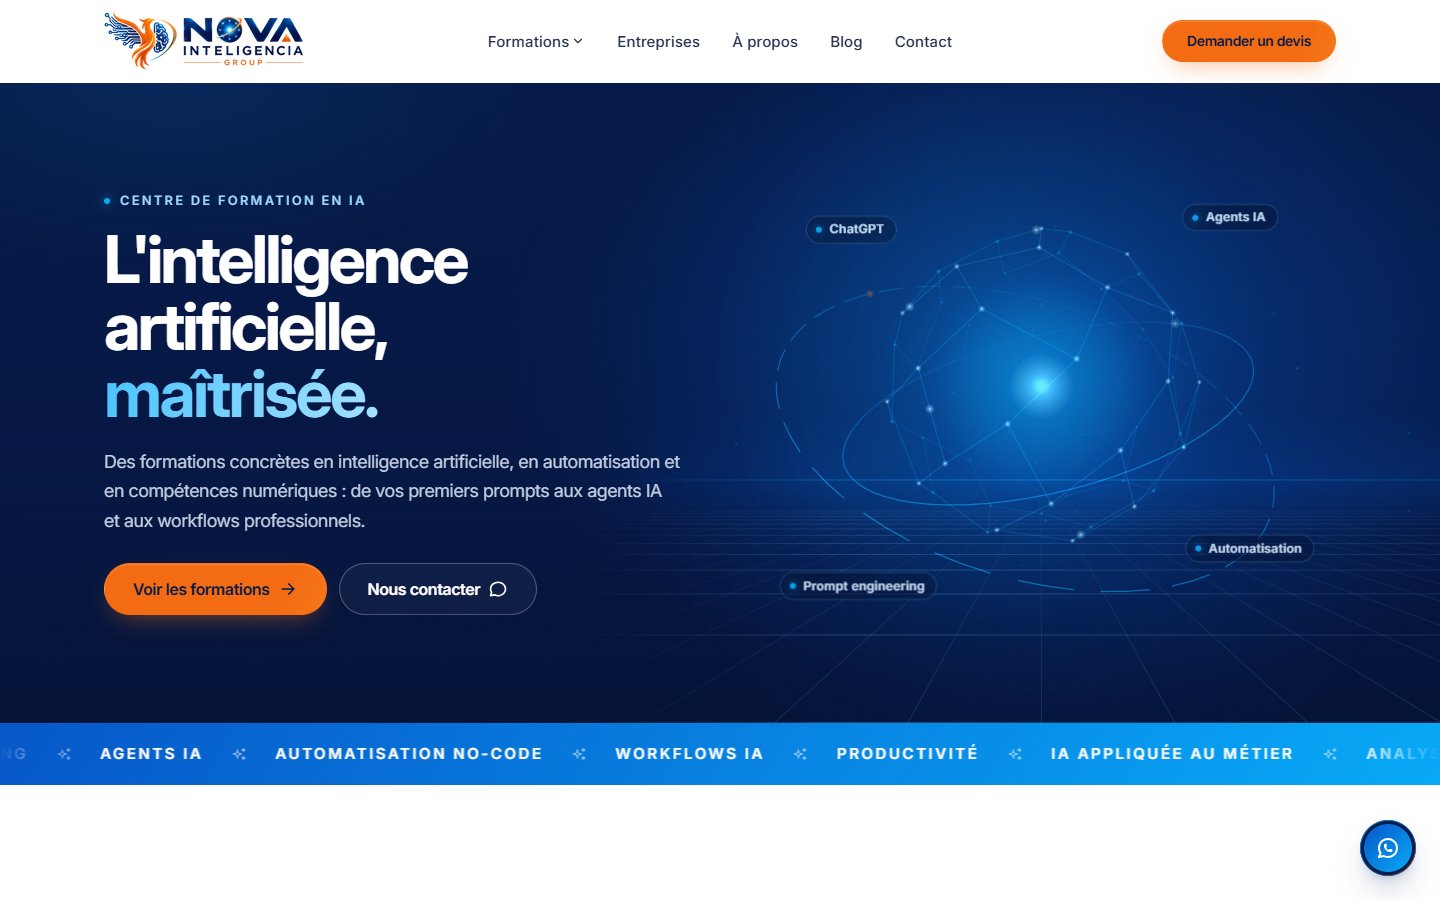 NOVA
INTELIGENCIA
GROUP
Formations
Entreprises
À propos
Blog
Contact
Demander un devis
CENTRE DE FORMATION EN IA
L'intelligence
artificielle,
maîtrisée.
Des formations concrètes en intelligence artificielle, en automatisation et
en compétences numériques : de vos premiers prompts aux agents IA
et aux workflows professionnels.
Voir les formations
Nous contacter
ChatGPT
Agents IA
Automatisation
Prompt engineering
NG AGENTS IA AUTOMATISATION NO-CODE WORKFLOWS IA PRODUCTIVITÉ IA APPLIQUÉE AU MÉTIER ANALYS